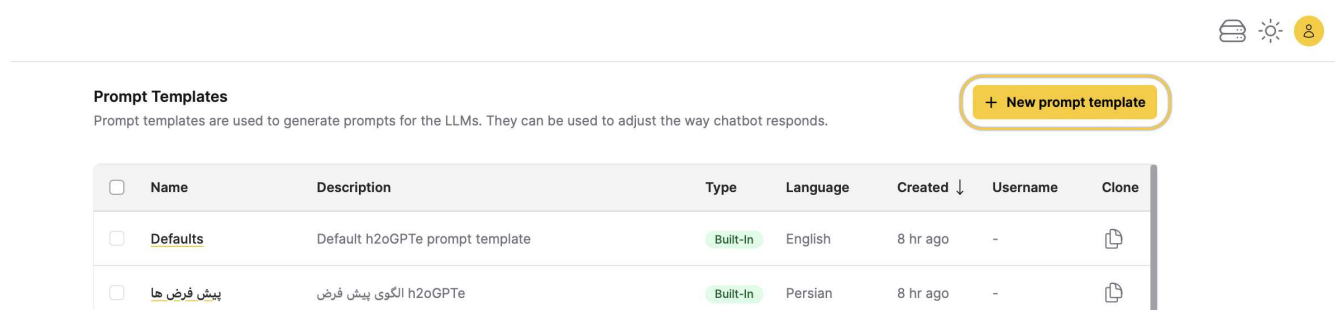 Prompt Templates
+ New prompt template
Prompt templates are used to generate prompts for the LLMs. They can be used to adjust the way chatbot responds.
Name Description Type Language Created ↓ Username Clone
Defaults Default h2oGPTe prompt template Built-In English 8 hr ago -
پیش فرض ها الگوی پیش فرض h2oGPTe Built-In Persian 8 hr ago -